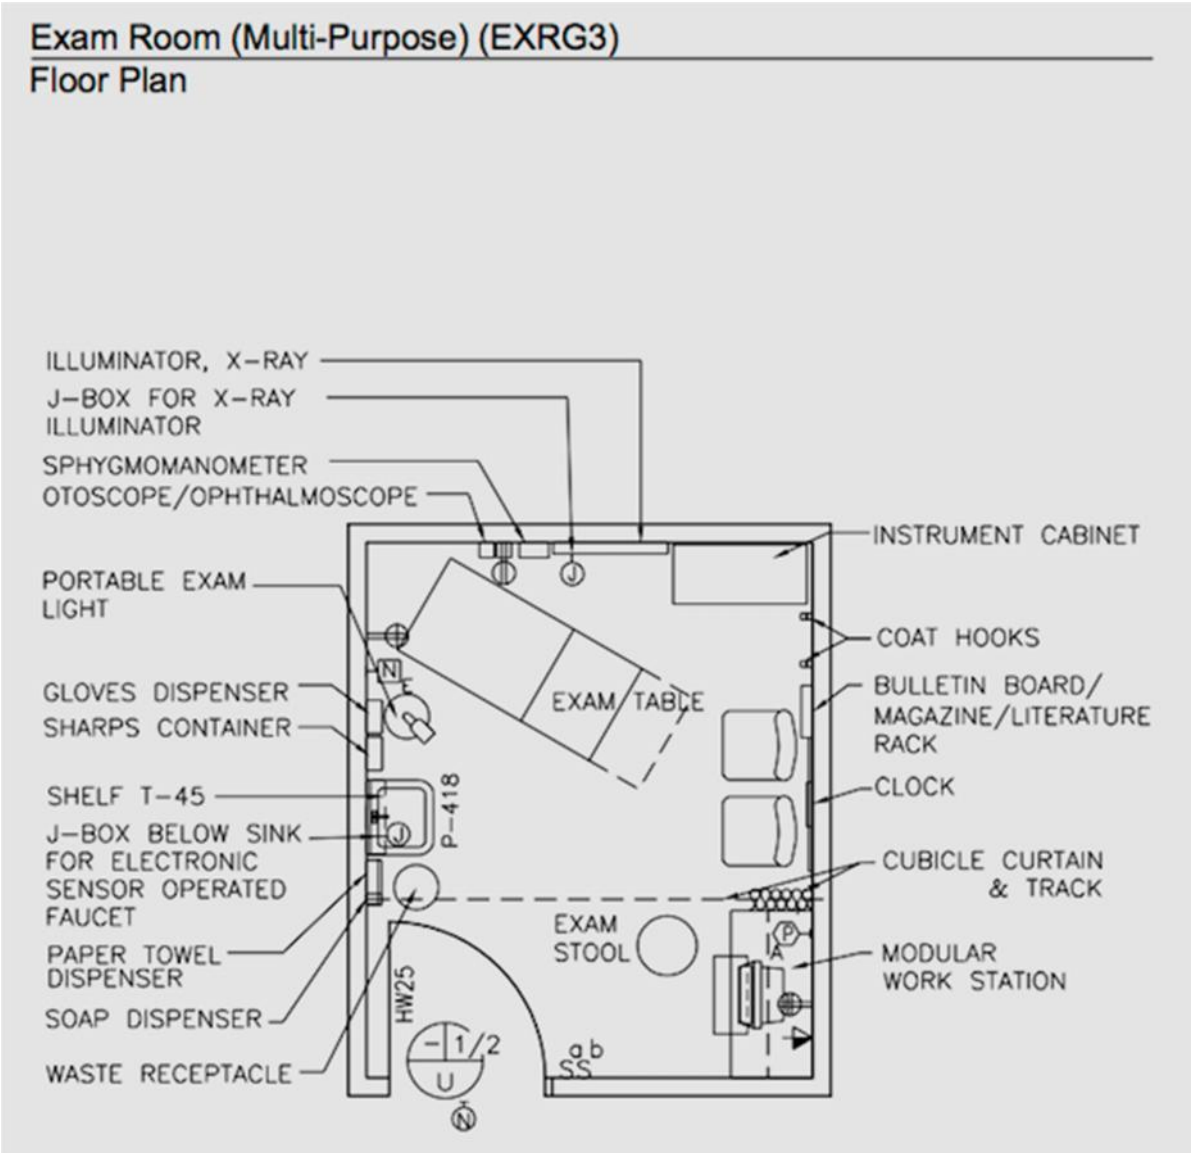 Exam Room (Multi-Purpose) (EXRG3)
Floor Plan
ILLUMINATOR, X-RAY
J-BOX FOR X-RAY
ILLUMINATOR
SPHYGMOMANOMETER
OTOSCOPE/OPHTHALMOSCOPE
PORTABLE EXAM
LIGHT
GLOVES DISPENSER
SHARPS CONTAINER
SHELF T-45
J-BOX BELOW SINK
FOR ELECTRONIC
SENSOR OPERATED
FAUCET
PAPER TOWEL
DISPENSER
SOAP DISPENSER
WASTE RECEPTACLE
J
N
E
EXAM TABLE
P-418
J
EXAM
STOOL
HW25
- 1/2
U
N
a b
SS
P
A
INSTRUMENT CABINET
COAT HOOKS
BULLETIN BOARD/
MAGAZINE/LITERATURE
RACK
CLOCK
CUBICLE CURTAIN
& TRACK
MODULAR
WORK STATION